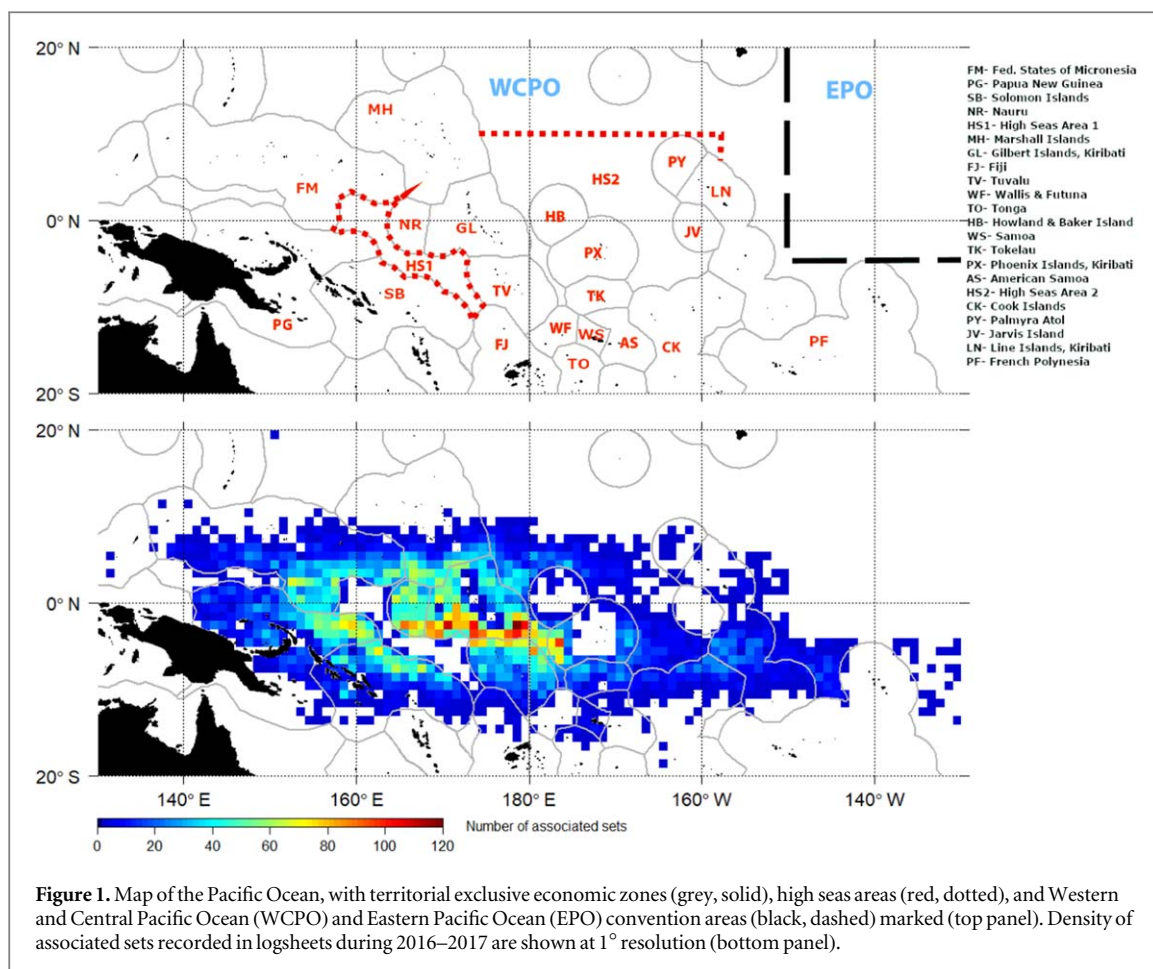 20° N
WCPO
EPO
MH
PY
HS2
FM
LN
0° N
HB
NR
GL
JV
PX
HS1
SB
TV
TK
PG
WF
WS
FJ
AS
CK
PF
TO
20° S
FM- Fed. States of Micronesia
PG- Papua New Guinea
SB- Solomon Islands
NR- Nauru
HS1- High Seas Area 1
MH- Marshall Islands
GL- Gilbert Islands, Kiribati
FJ- Fiji
TV- Tuvalu
WF- Wallis & Futuna
TO- Tonga
HB- Howland & Baker Island
WS- Samoa
TK- Tokelau
PX- Phoenix Islands, Kiribati
AS- American Samoa
HS2- High Seas Area 2
CK- Cook Islands
PY- Palmyra Atol
JV- Jarvis Island
LN- Line Islands, Kiribati
PF- French Polynesia
20° N
0° N
20° S
140° E 160° E 180° E 160° W 140° W
Number of associated sets
0 20 40 60 80 100 120
Figure 1. Map of the Pacific Ocean, with territorial exclusive economic zones (grey, solid), high seas areas (red, dotted), and Western
and Central Pacific Ocean (WCPO) and Eastern Pacific Ocean (EPO) convention areas (black, dashed) marked (top panel). Density of
associated sets recorded in logsheets during 2016–2017 are shown at 1° resolution (bottom panel).